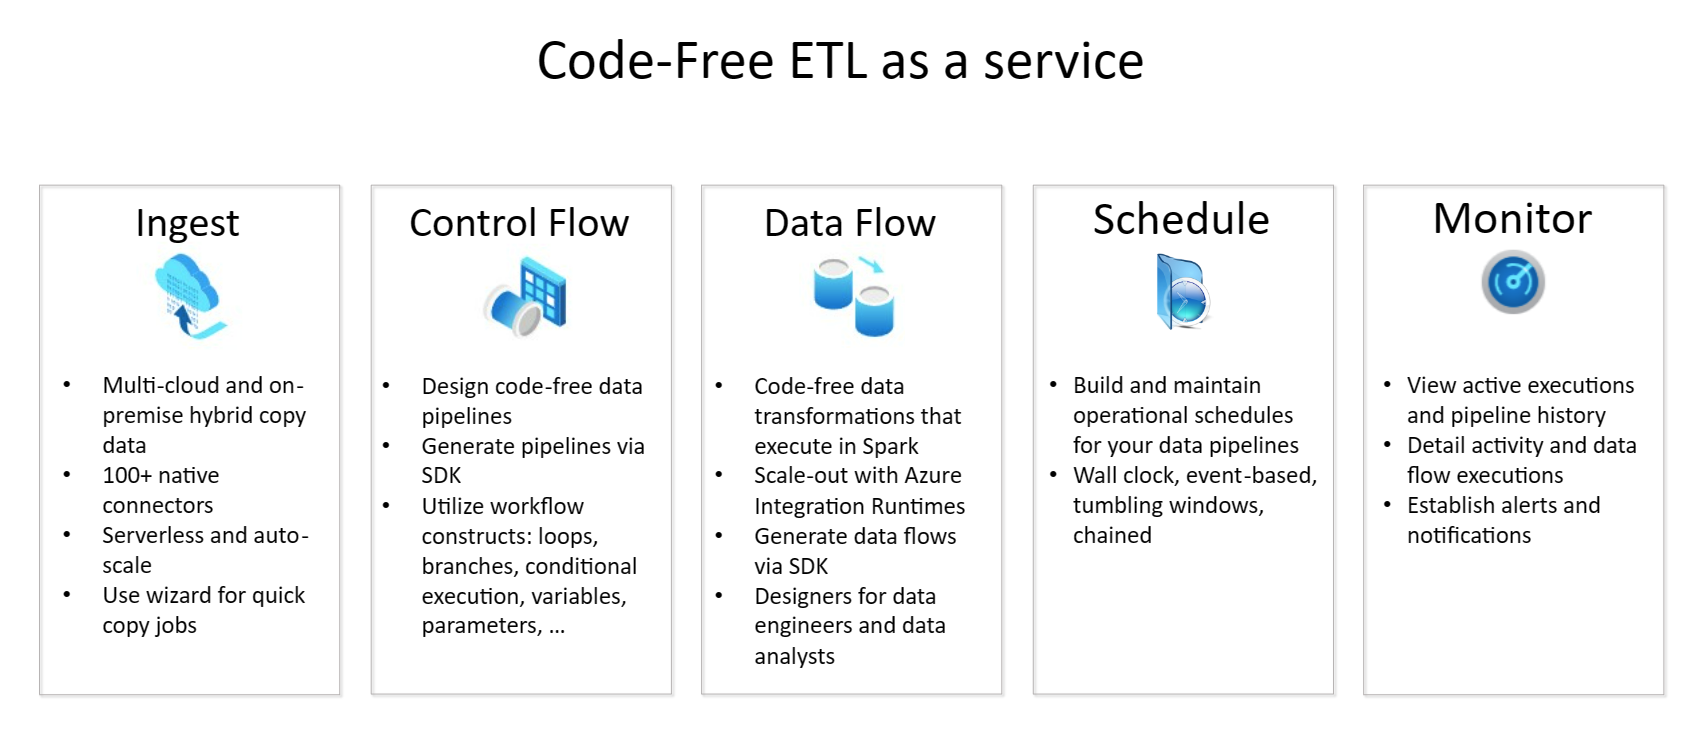 Code-Free ETL as a service
Ingest
• Multi-cloud and on-
premise hybrid copy
data
• 100+ native
connectors
• Serverless and auto-
scale
• Use wizard for quick
copy jobs
Control Flow
• Design code-free data
pipelines
• Generate pipelines via
SDK
• Utilize workflow
constructs: loops,
branches, conditional
execution, variables,
parameters, …
Data Flow
• Code-free data
transformations that
execute in Spark
• Scale-out with Azure
Integration Runtimes
• Generate data flows
via SDK
• Designers for data
engineers and data
analysts
Schedule
• Build and maintain
operational schedules
for your data pipelines
• Wall clock, event-based,
tumbling windows,
chained
Monitor
• View active executions
and pipeline history
• Detail activity and data
flow executions
• Establish alerts and
notifications